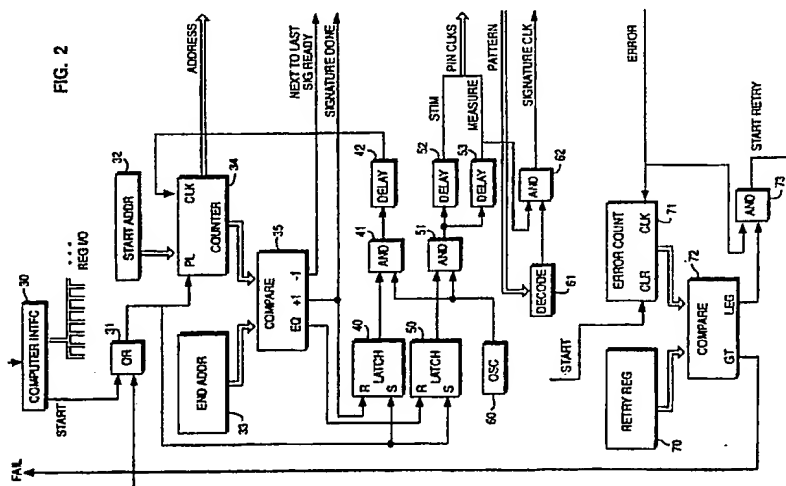 FIG. 2
30
COMPUTER INTFC
START
REG I/O
32
START ADDR
ADDRESS
31
OR
PL
CLK
COUNTER
34
33
END ADDR
COMPARE
35
EQ
+1
-1
NEXT TO LAST
SIG READY
SIGNATURE DONE
40
R
LATCH
S
41
AND
42
DELAY
50
R
LATCH
S
51
AND
52
DELAY
STIM
53
DELAY
MEASURE
PIN CLKS
60
OSC
PATTERN
61
DECODE
62
AND
SIGNATURE CLK
START
ERROR
71
ERROR COUNT
CLR
CLK
70
RETRY REG
72
COMPARE
GT
LEG
73
AND
START RETRY
FAIL